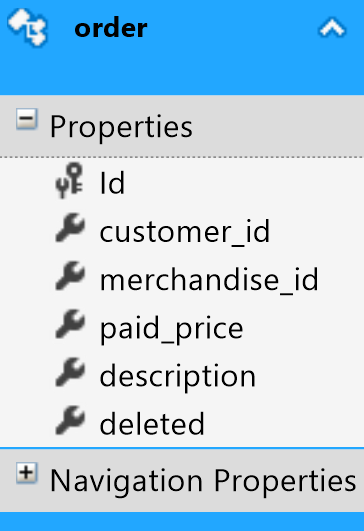 order
Properties
Id
customer_id
merchandise_id
paid_price
description
deleted
Navigation Properties